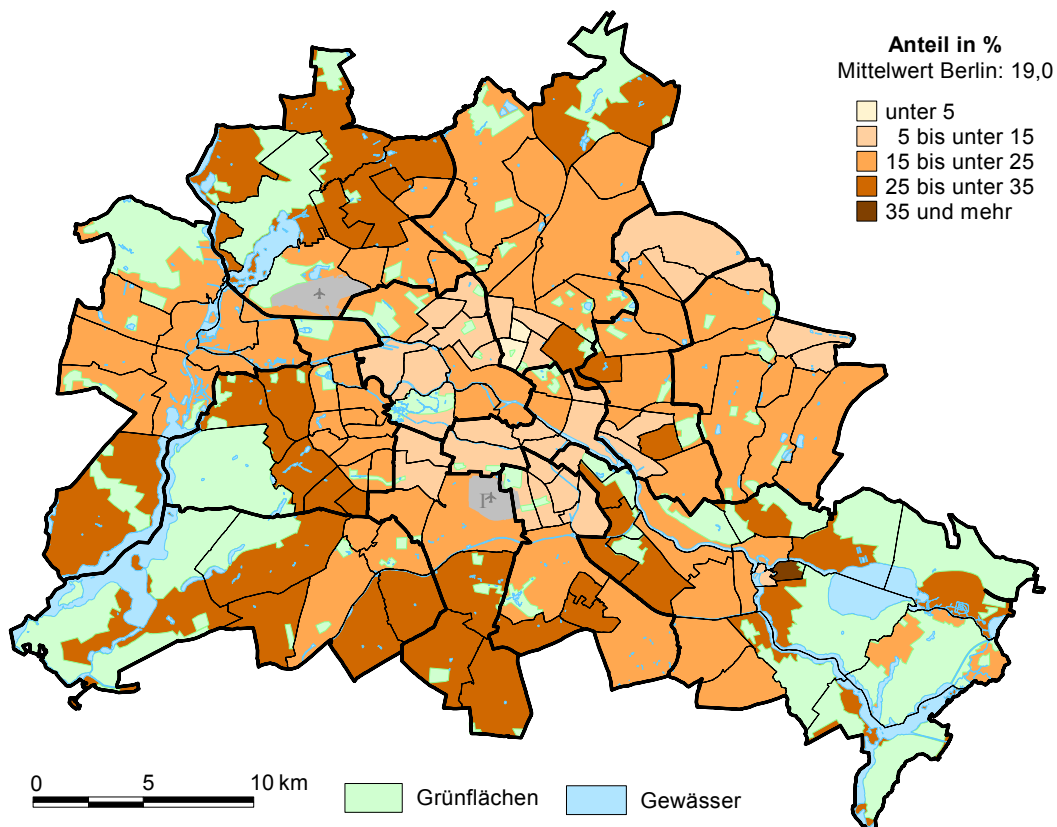 Anteil in %
Mittelwert Berlin: 19,0
unter 5
5 bis unter 15
15 bis unter 25
25 bis unter 35
35 und mehr
0 5 10 km
Grünflächen
Gewässer